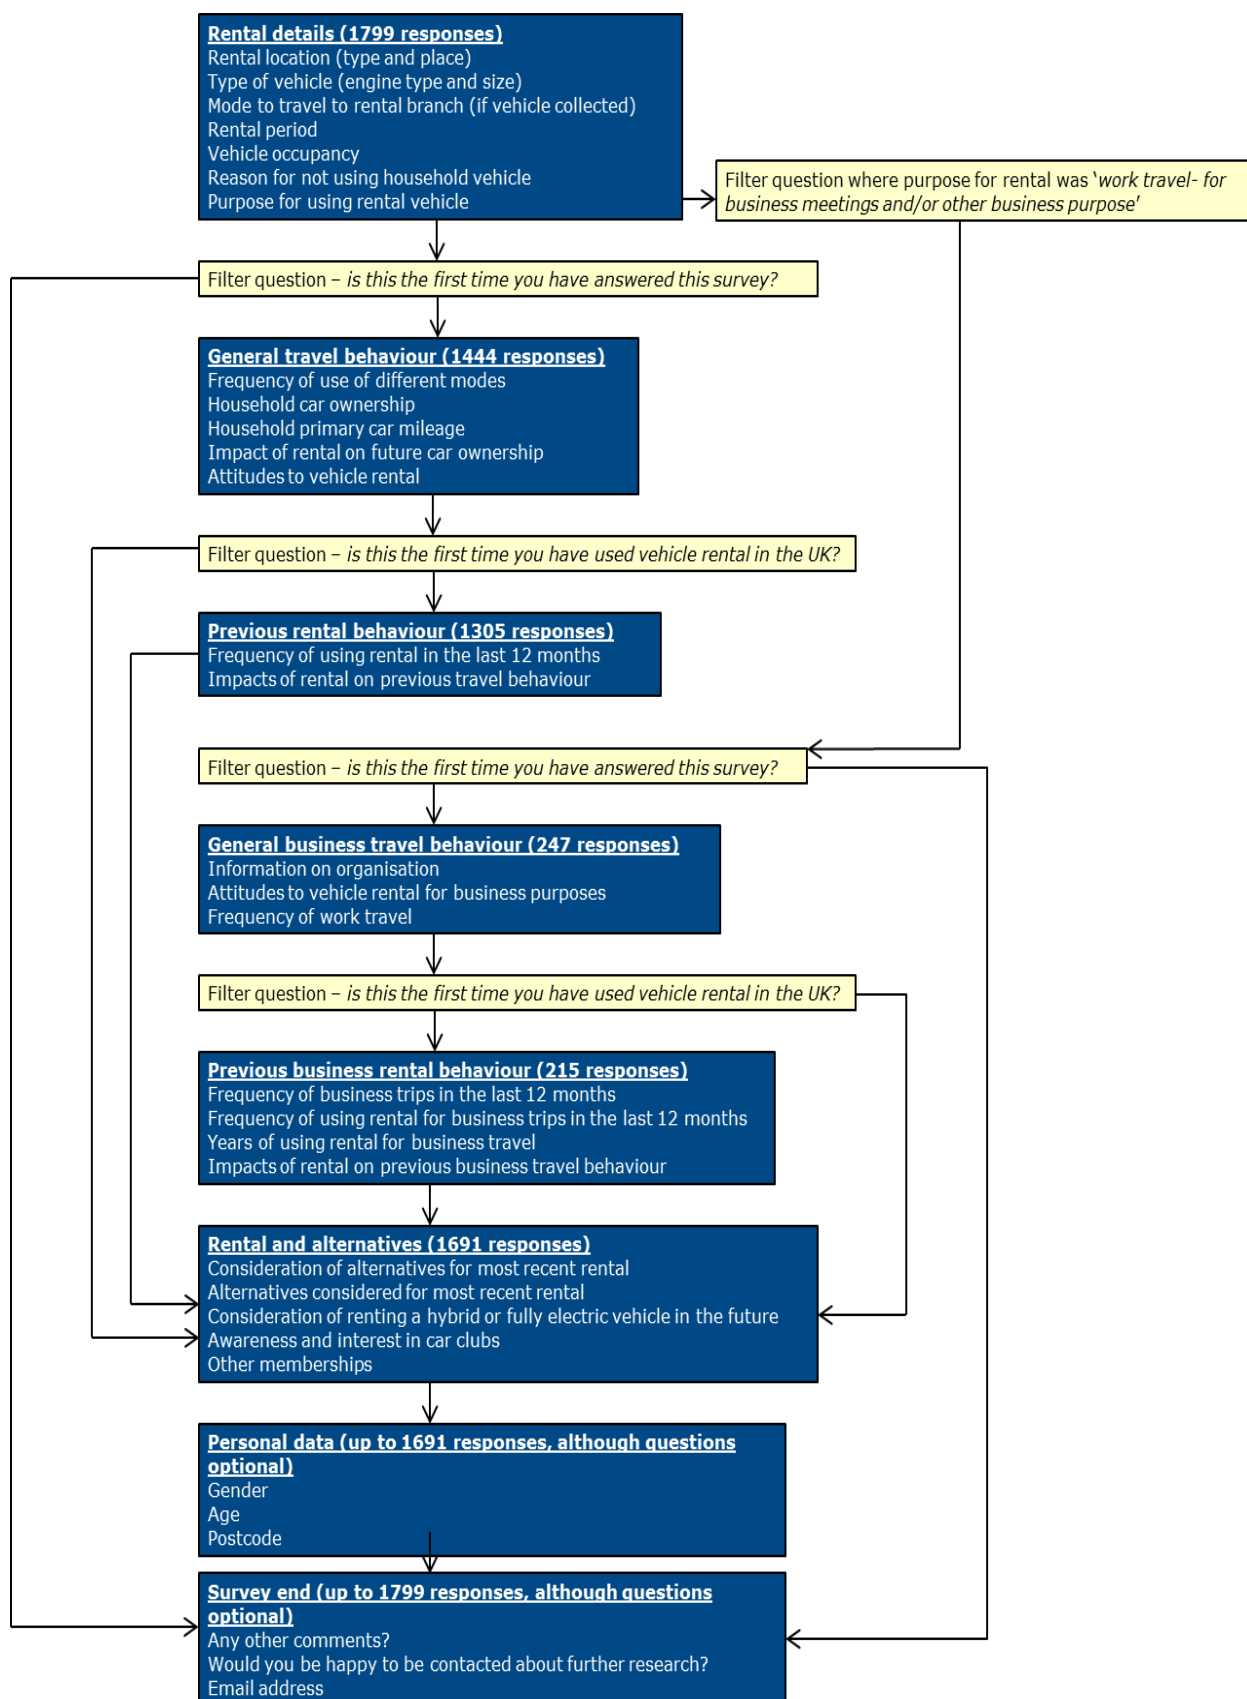 Rental details (1799 responses)
Rental location (type and place)
Type of vehicle (engine type and size)
Mode to travel to rental branch (if vehicle collected)
Rental period
Vehicle occupancy
Reason for not using household vehicle
Purpose for using rental vehicle
Filter question where purpose for rental was ‘work travel- for
business meetings and/or other business purpose’
Filter question – is this the first time you have answered this survey?
General travel behaviour (1444 responses)
Frequency of use of different modes
Household car ownership
Household primary car mileage
Impact of rental on future car ownership
Attitudes to vehicle rental
Filter question – is this the first time you have used vehicle rental in the UK?
Previous rental behaviour (1305 responses)
Frequency of using rental in the last 12 months
Impacts of rental on previous travel behaviour
Filter question – is this the first time you have answered this survey?
General business travel behaviour (247 responses)
Information on organisation
Attitudes to vehicle rental for business purposes
Frequency of work travel
Filter question – is this the first time you have used vehicle rental in the UK?
Previous business rental behaviour (215 responses)
Frequency of business trips in the last 12 months
Frequency of using rental for business trips in the last 12 months
Years of using rental for business travel
Impacts of rental on previous business travel behaviour
Rental and alternatives (1691 responses)
Consideration of alternatives for most recent rental
Alternatives considered for most recent rental
Consideration of renting a hybrid or fully electric vehicle in the future
Awareness and interest in car clubs
Other memberships
Personal data (up to 1691 responses, although questions
optional)
Gender
Age
Postcode
Survey end (up to 1799 responses, although questions
optional)
Any other comments?
Would you be happy to be contacted about further research?
Email address